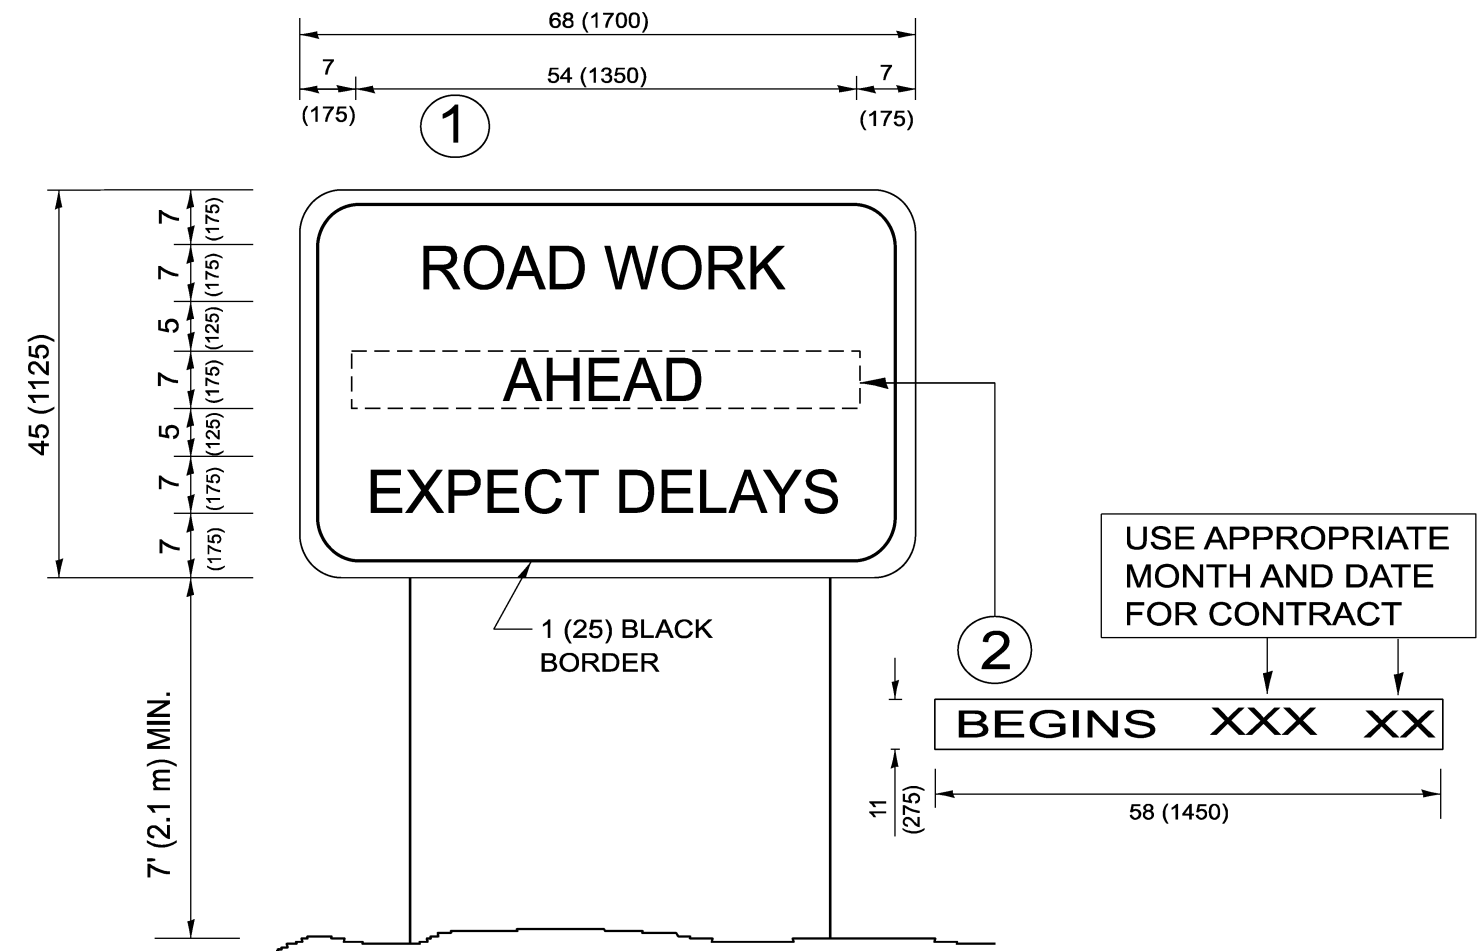 68 (1700)
7
54 (1350)
7
(175)
(175)
1
7
(175)
7
(175)
5
(125)
7
(175)
5
(125)
7
(175)
7
(175)
45 (1125)
ROAD WORK
AHEAD
EXPECT DELAYS
1 (25) BLACK
BORDER
7' (2.1 m) MIN.
USE APPROPRIATE
MONTH AND DATE
FOR CONTRACT
2
BEGINS XXX XX
11
(275)
58 (1450)